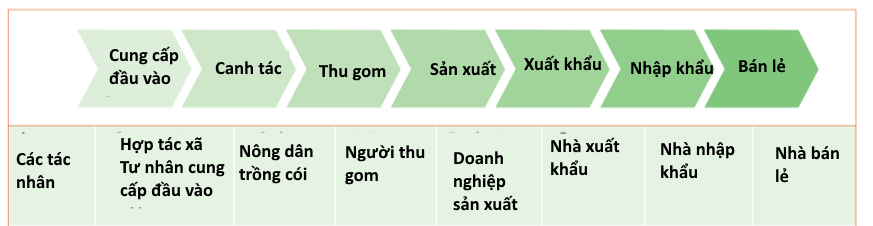 Cung cấp
đầu vào
Canh tác
Thu gom
Sản xuất
Xuất khẩu
Nhập khẩu
Bán lẻ
Các tác
nhân
Hợp tác xã
Tư nhân cung
cấp đầu vào
Nông dân
trồng cói
Người thu
gom
Doanh
nghiệp
sản xuất
Nhà xuất
khẩu
Nhà nhập
khẩu
Nhà bán
lẻ